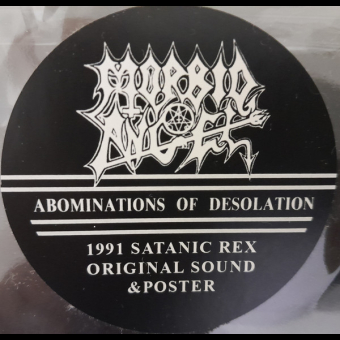 MORBID
ANGEL
ABOMINATIONS OF DESOLATION
1991 SATANIC REX
ORIGINAL SOUND
&POSTER